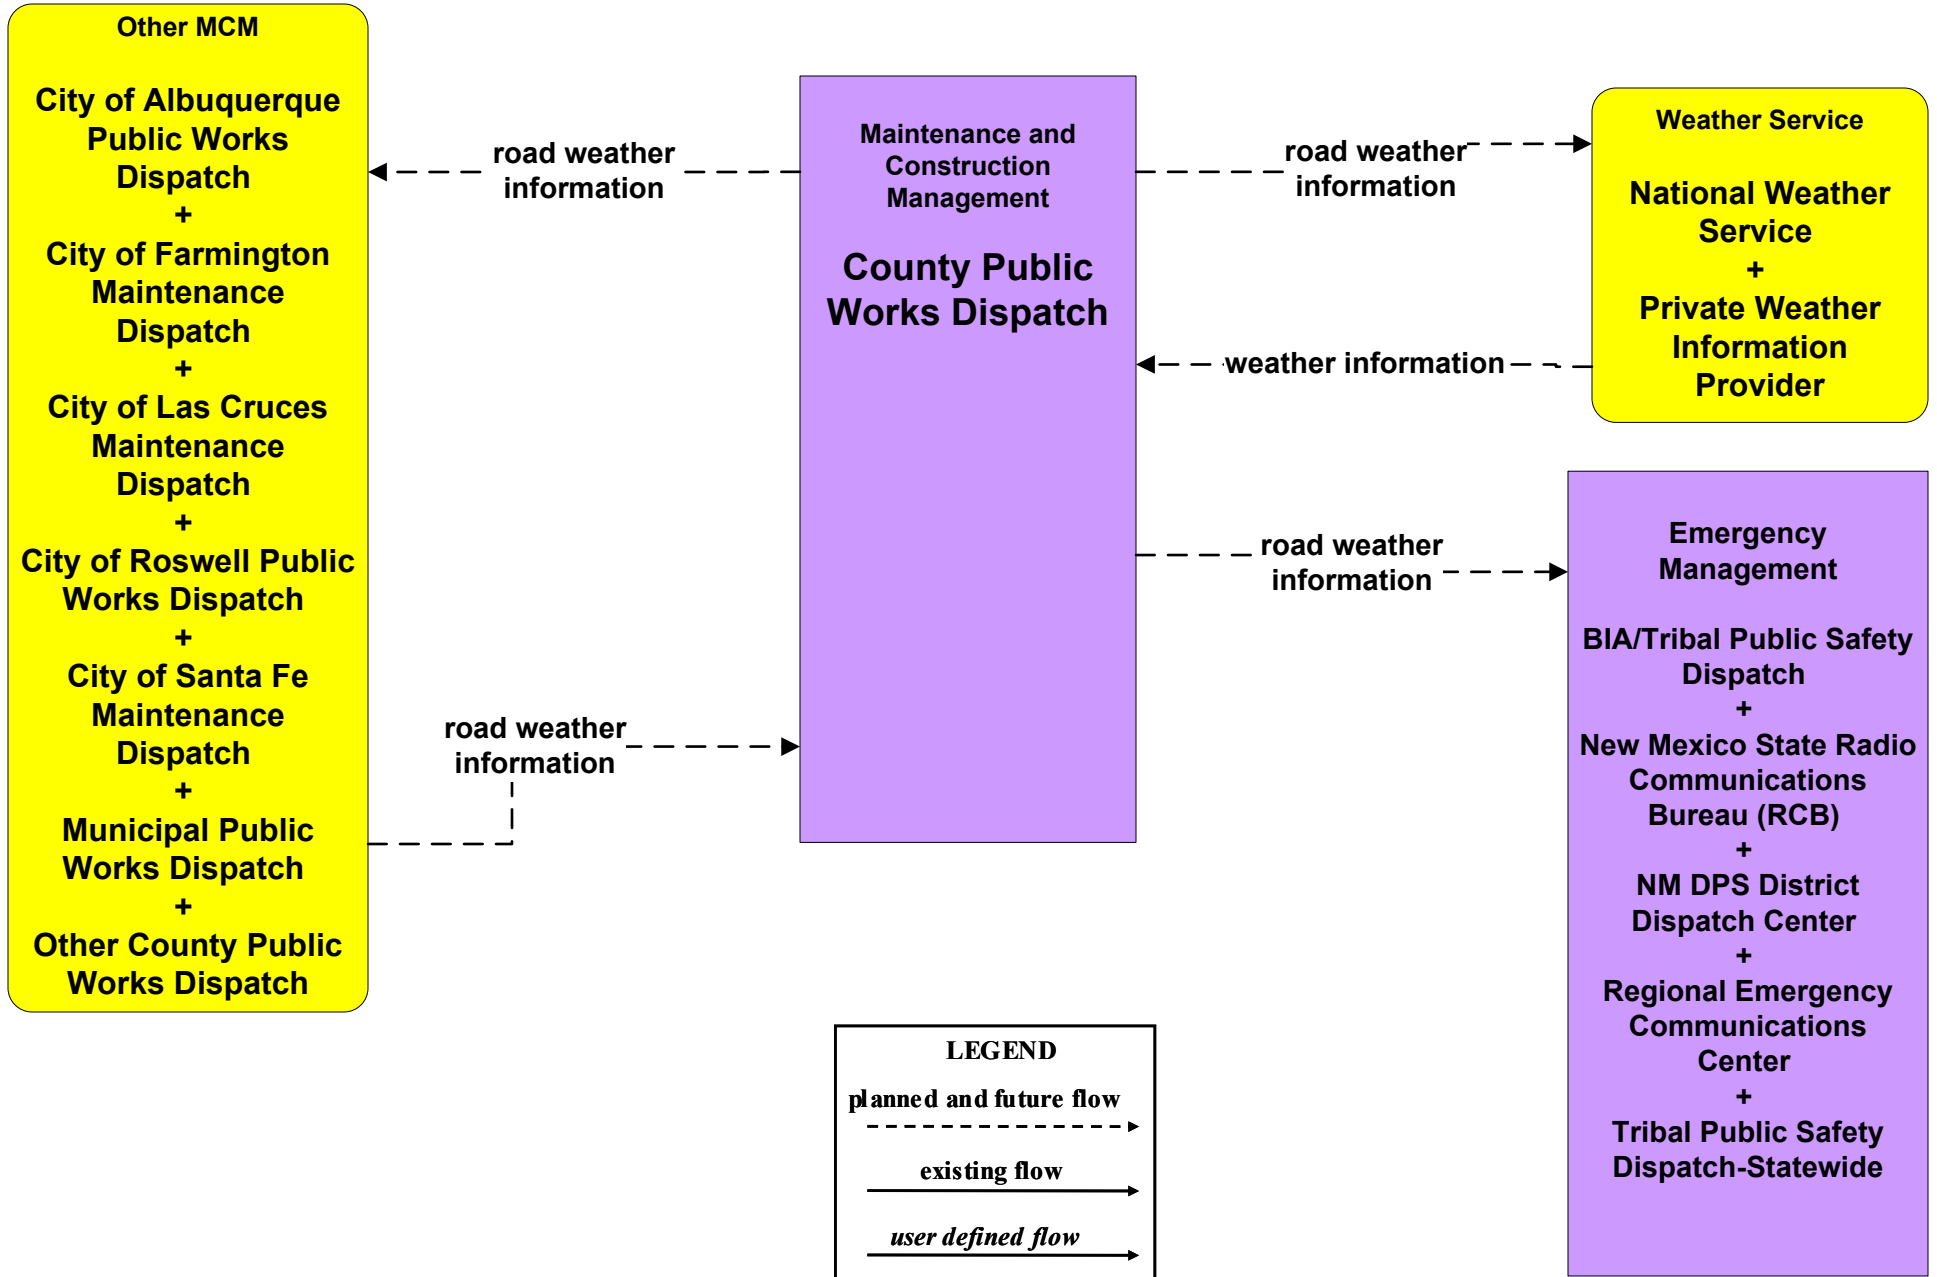 Other MCM
City of Albuquerque
Public Works
Dispatch
+
City of Farmington
Maintenance
Dispatch
+
City of Las Cruces
Maintenance
Dispatch
+
City of Roswell Public
Works Dispatch
+
City of Santa Fe
Maintenance
Dispatch
+
Municipal Public
Works Dispatch
+
Other County Public
Works Dispatch
road weather
information
road weather
information
Maintenance and
Construction
Management
County Public
Works Dispatch
road weather
information
weather information
road weather
information
Weather Service
National Weather
Service
+
Private Weather
Information
Provider
Emergency
Management
BIA/Tribal Public Safety
Dispatch
+
New Mexico State Radio
Communications
Bureau (RCB)
+
NM DPS District
Dispatch Center
+
Regional Emergency
Communications
Center
+
Tribal Public Safety
Dispatch-Statewide
LEGEND
planned and future flow
existing flow
user defined flow